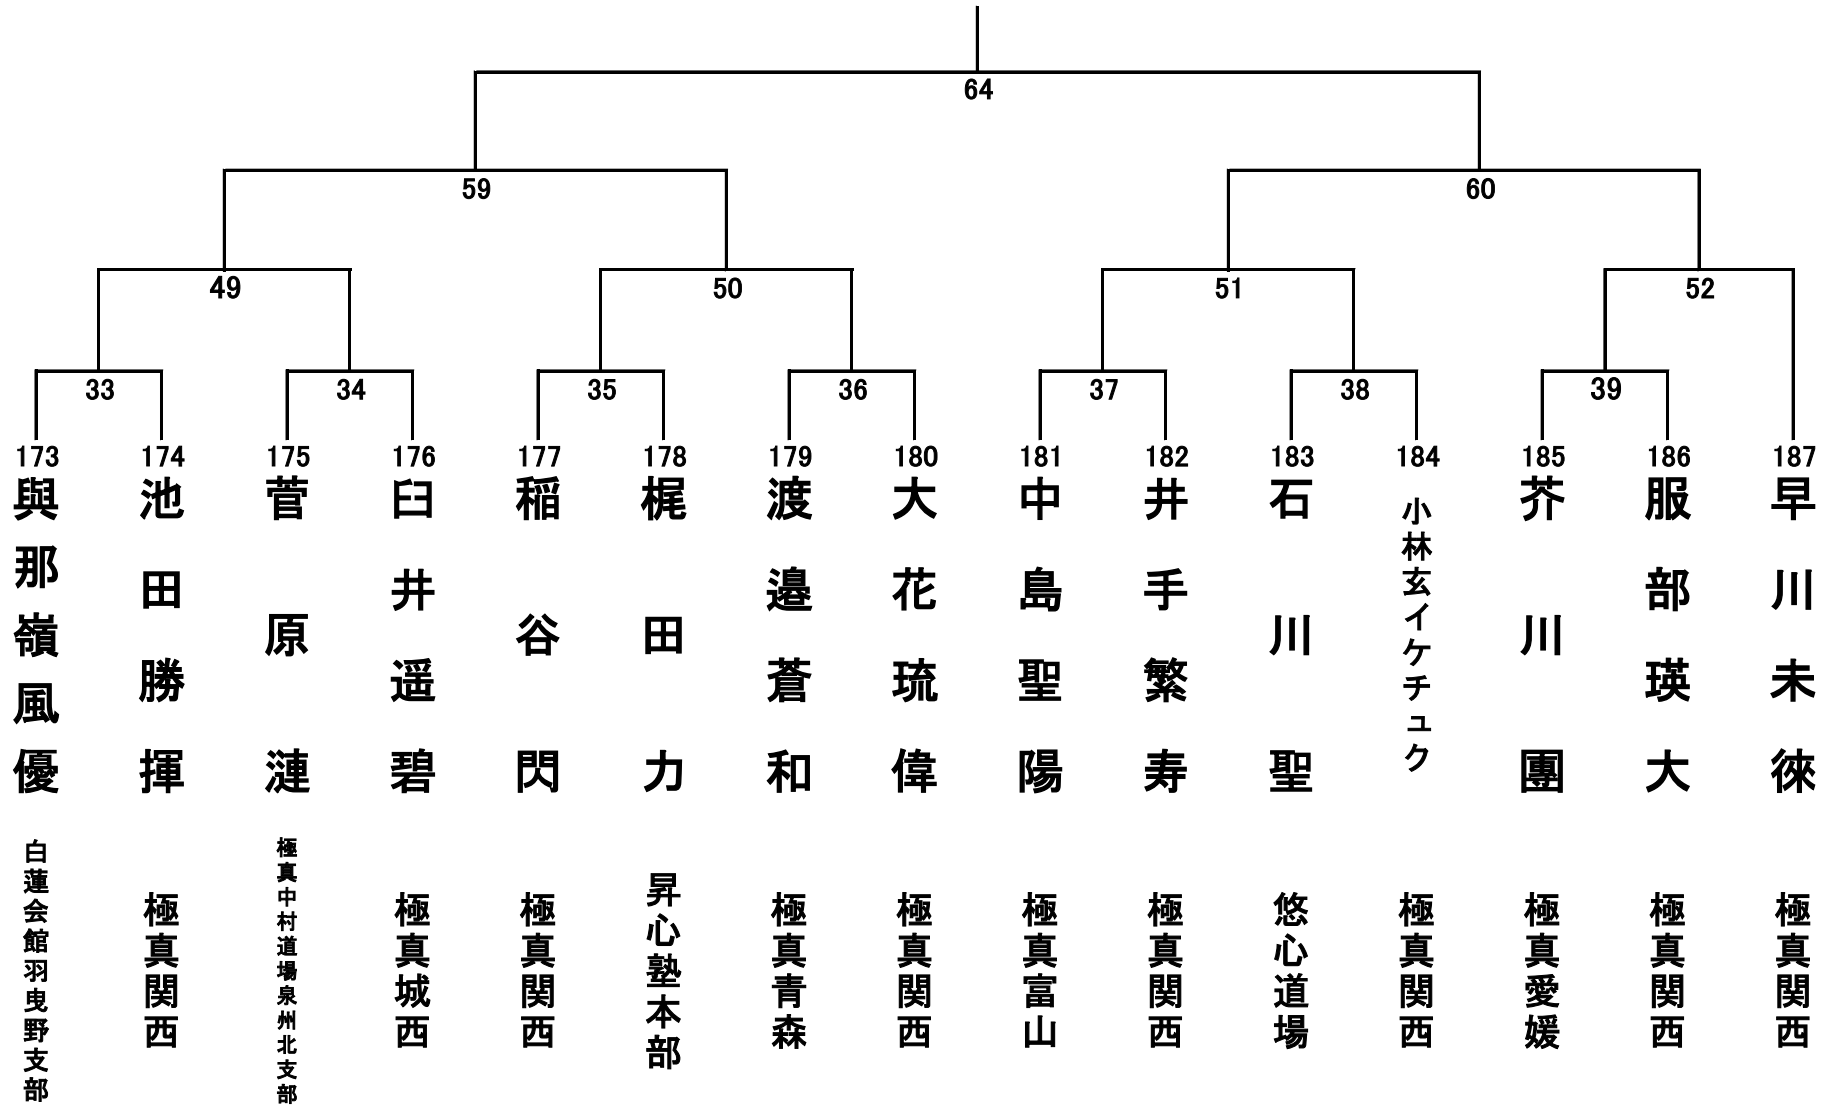 64
59
60
49
50
51
52
33
34
35
36
37
38
39
173
174
175
176
177
178
179
180
181
182
183
184
185
186
187
與那嶺風優
池田勝揮
菅原漣
臼井遥碧
稲谷閃
梶田力
渡邉蒼和
大花琉偉
中島聖陽
井手繁寿
石川聖
小林玄イケチュク
芥川團
服部瑛大
早川未徠
白蓮会館羽曳野支部
極真関西
極真中村道場泉州北支部
極真城西
極真関西
昇心塾本部
極真青森
極真関西
極真富山
極真関西
悠心道場
極真関西
極真愛媛
極真関西
極真関西